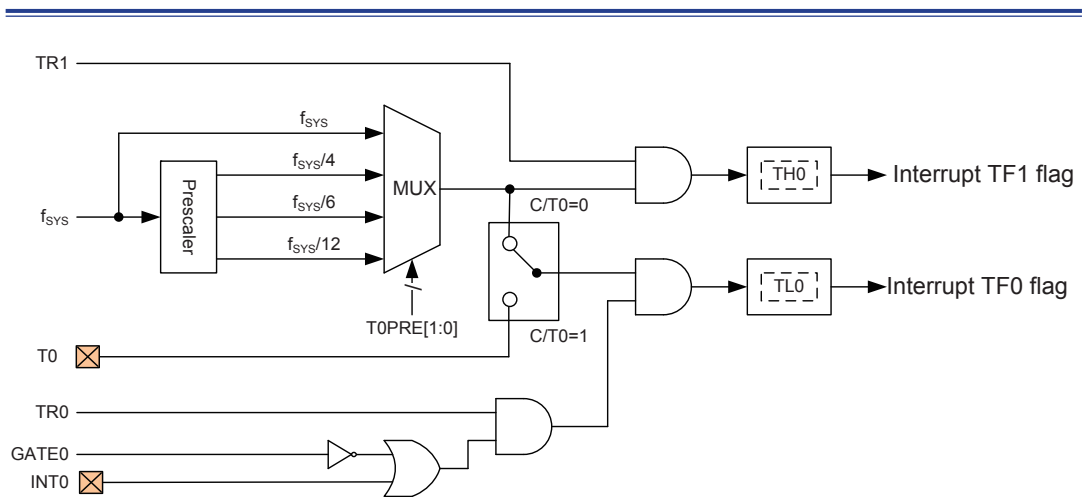 TR1
fSYS
fSYS/4
fSYS/6
fSYS/12
fSYS
Prescaler
MUX
T0PRE[1:0]
C/T0=0
C/T0=1
TH0
Interrupt TF1 flag
TL0
Interrupt TF0 flag
T0
TR0
GATE0
INT0